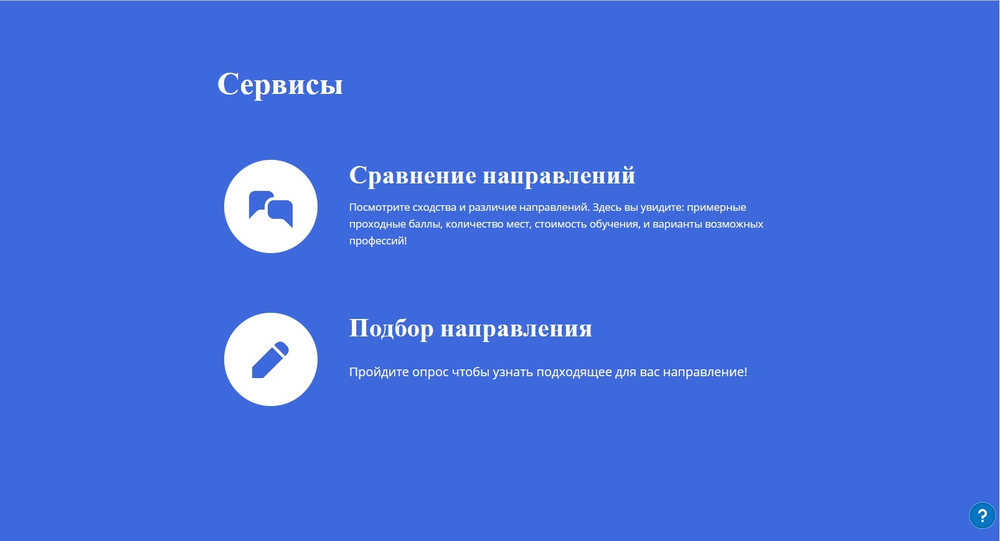 Сервисы
Сравнение направлений
Посмотрите сходства и различие направлений. Здесь вы увидите: примерные
проходные баллы, количество мест, стоимость обучения, и варианты возможных
профессий!
Подбор направления
Пройдите опрос чтобы узнать подходящее для вас направление!
?